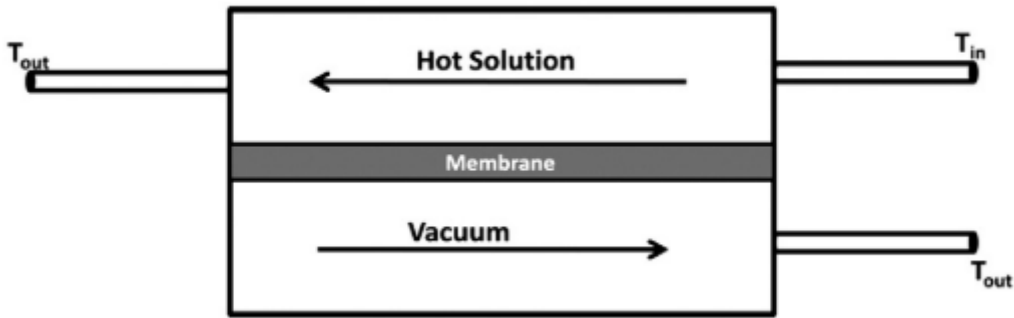 T_out
Hot Solution
T_in
Membrane
Vacuum
T_out